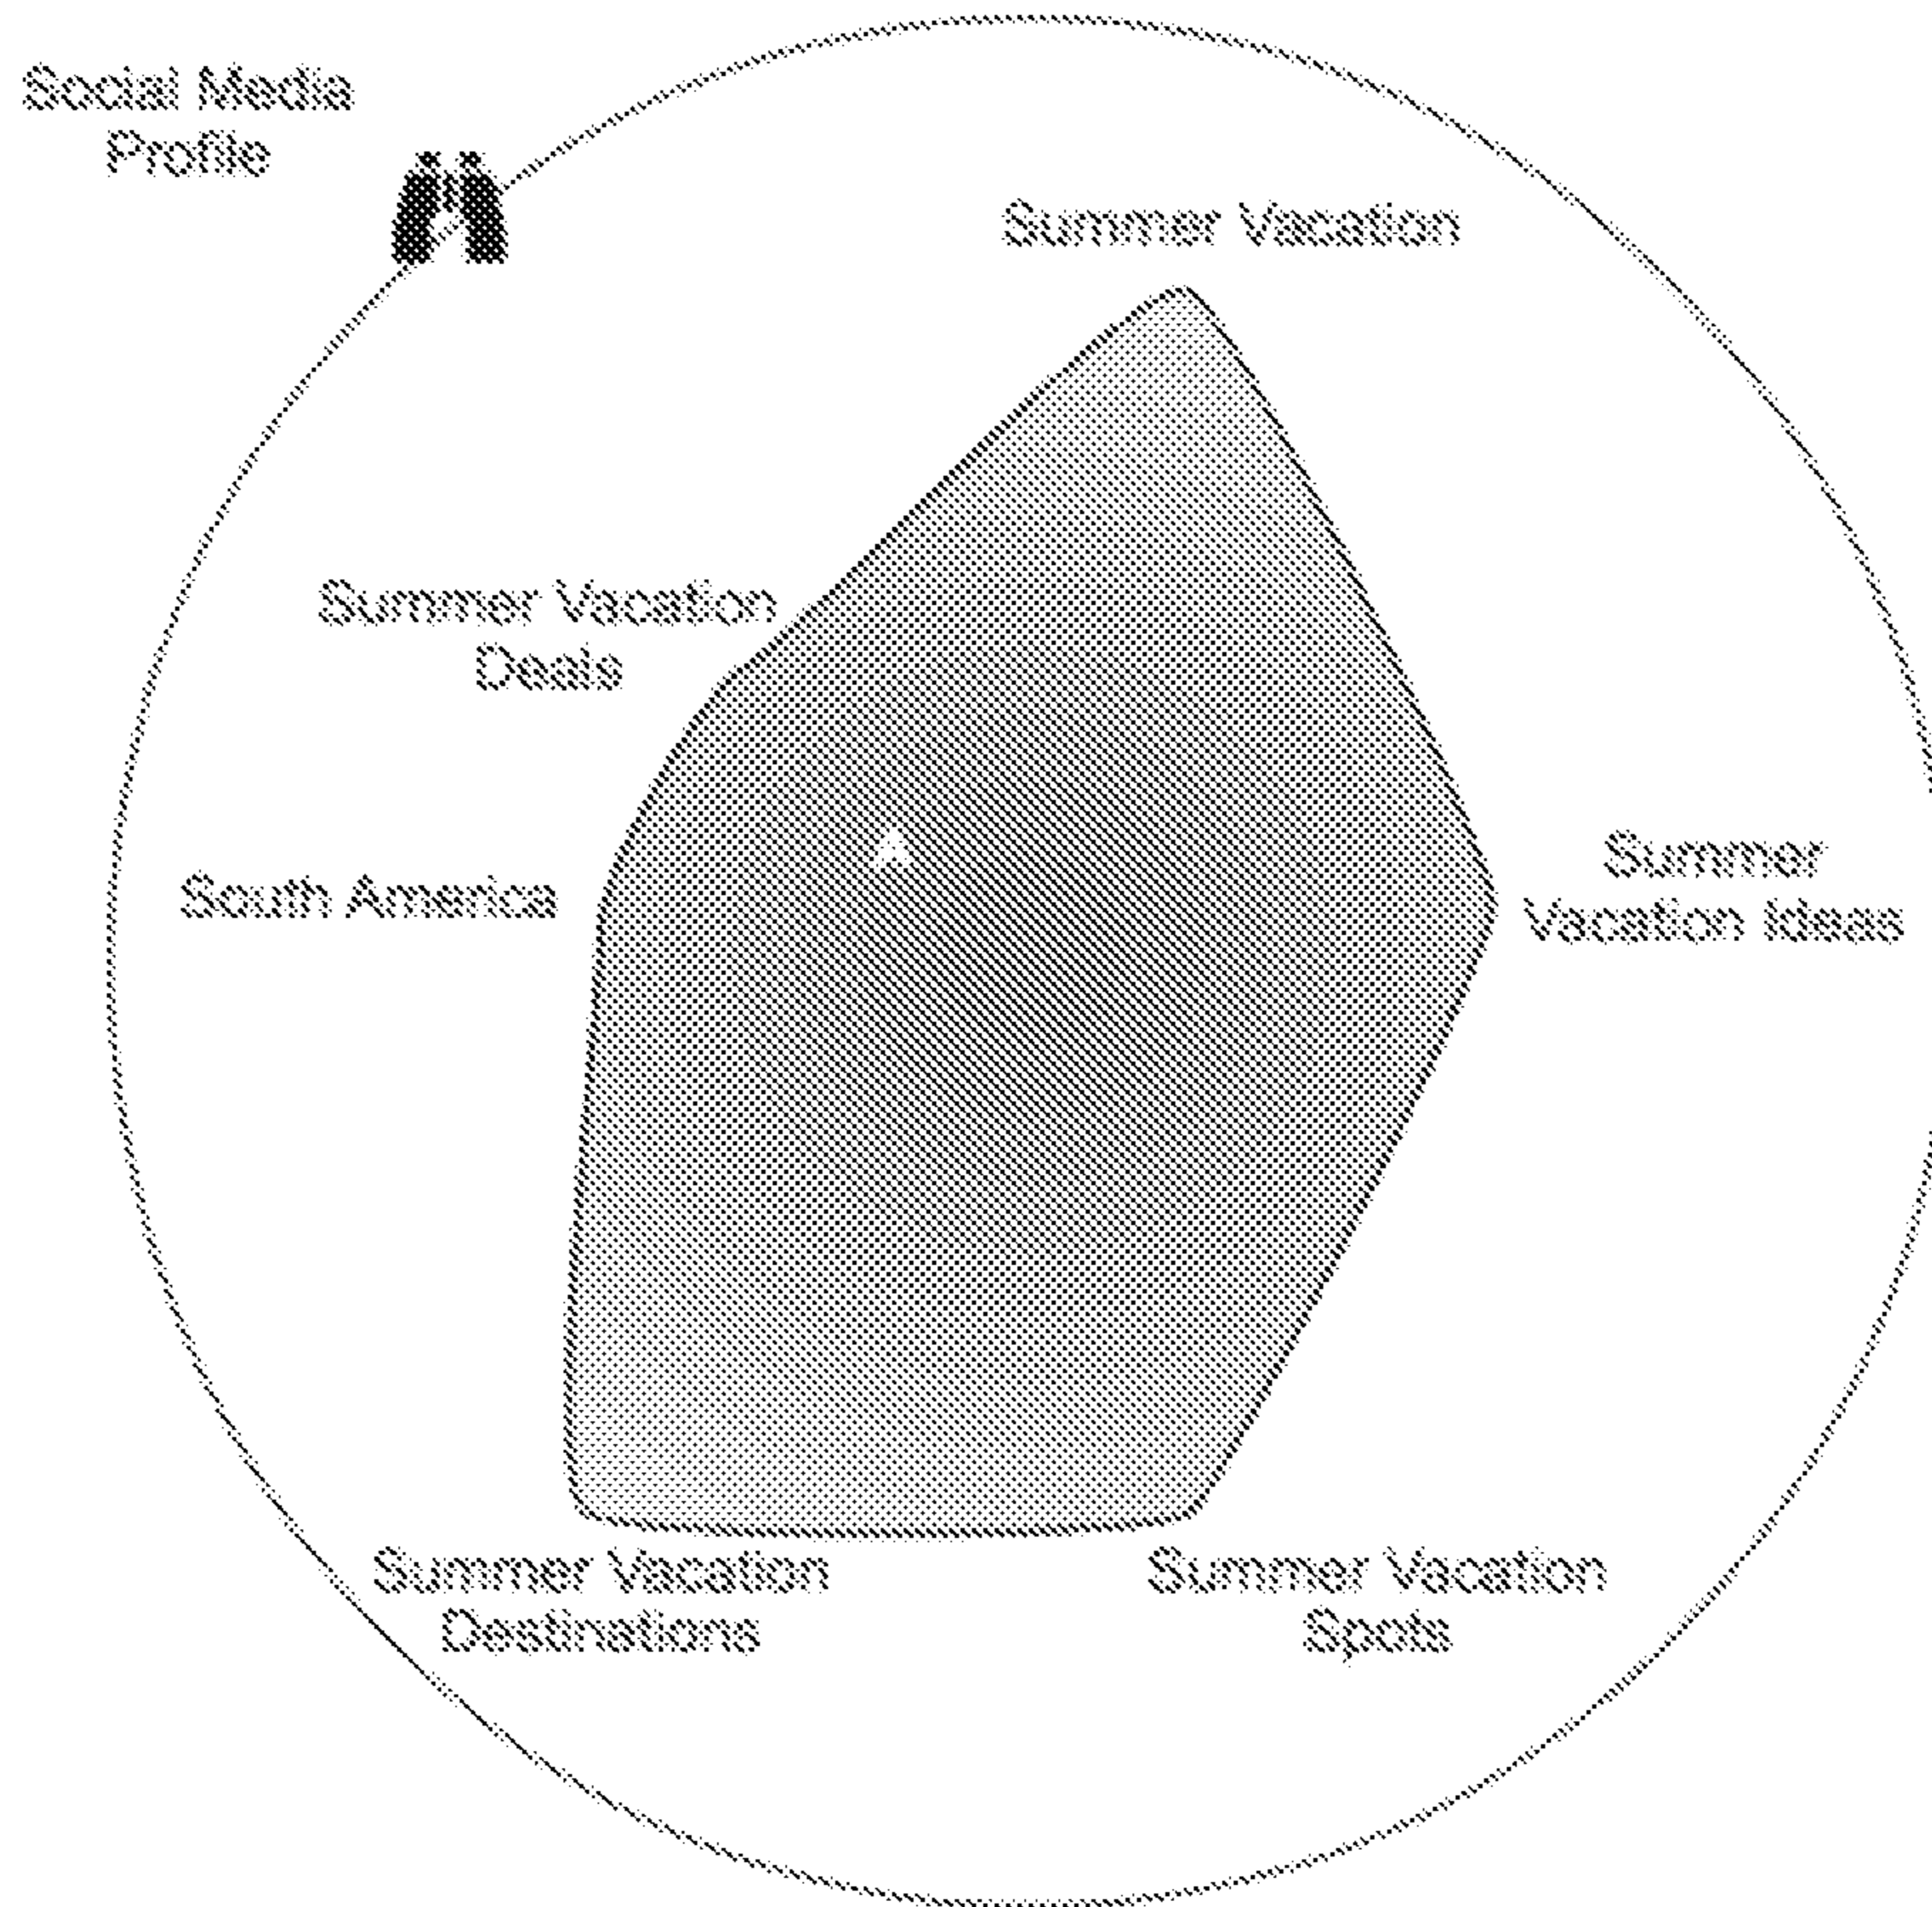 Social Media
Profile
Summer Vacation
Summer Vacation
Deals
South America
Summer
Vacation Ideas
Summer Vacation
Destinations
Summer Vacation
Spots